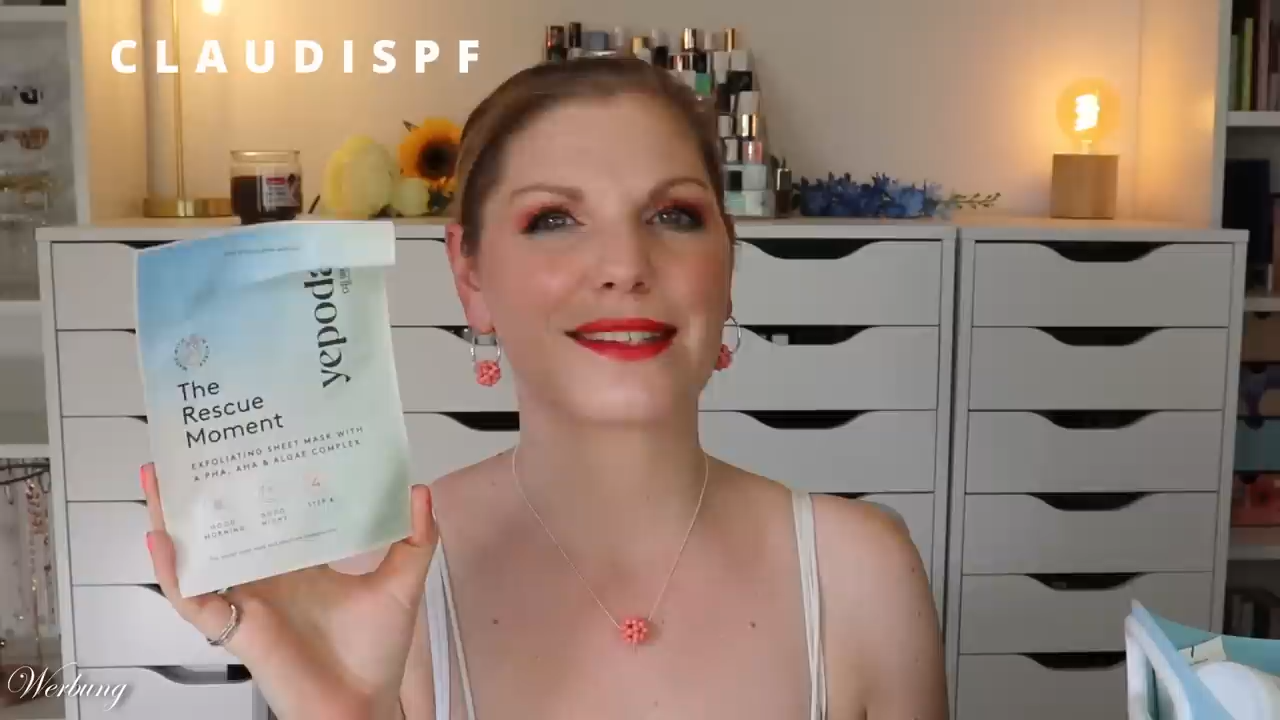 CLAUDISPF
yepoda
The
Rescue
Moment
EXFOLIATING SHEET MASK WITH
A PHA, AHA & ALGAE COMPLEX
GOOD
MORNING
GOOD
NIGHT
STEP 4
Werbung